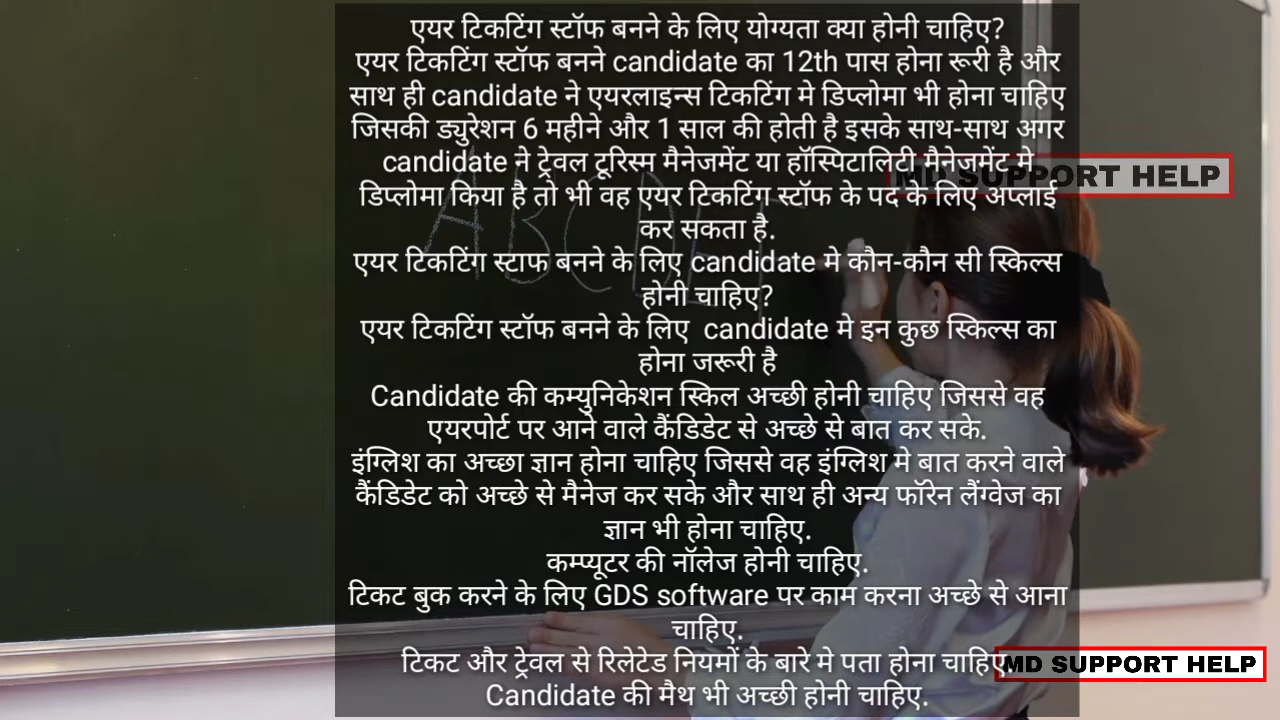 एयर टिकटिंग स्टॉफ बनने के लिए योग्यता क्या होनी चाहिए?
एयर टिकटिंग स्टॉफ बनने candidate का 12th पास होना रूरी है और
साथ ही candidate ने एयरलाइन्स टिकटिंग मे डिप्लोमा भी होना चाहिए
जिसकी ड्युरेशन 6 महीने और 1 साल की होती है इसके साथ-साथ अगर
candidate ने ट्रेवल टूरिस्म मैनेजमेंट या हॉस्पिटालिटी मैनेजमेंट मे
MD SUPPORT HELP
डिप्लोमा किया है तो भी वह एयर टिकटिंग स्टॉफ के पद के लिए अप्लाई
कर सकता है.
ABCDEF
एयर टिकटिंग स्टाफ बनने के लिए candidate मे कौन-कौन सी स्किल्स
होनी चाहिए?
एयर टिकटिंग स्टॉफ बनने के लिए candidate मे इन कुछ स्किल्स का
होना जरूरी है
Candidate की कम्युनिकेशन स्किल अच्छी होनी चाहिए जिससे वह
एयरपोर्ट पर आने वाले कैंडिडेट से अच्छे से बात कर सके.
इंग्लिश का अच्छा ज्ञान होना चाहिए जिससे वह इंग्लिश मे बात करने वाले
कैंडिडेट को अच्छे से मैनेज कर सके और साथ ही अन्य फॉरेन लैंग्वेज का
ज्ञान भी होना चाहिए.
कम्प्यूटर की नॉलेज होनी चाहिए.
टिकट बुक करने के लिए GDS software पर काम करना अच्छे से आना
चाहिए.
टिकट और ट्रेवल से रिलेटेड नियमों के बारे मे पता होना चाहिए
MD SUPPORT HELP
Candidate की मैथ भी अच्छी होनी चाहिए.